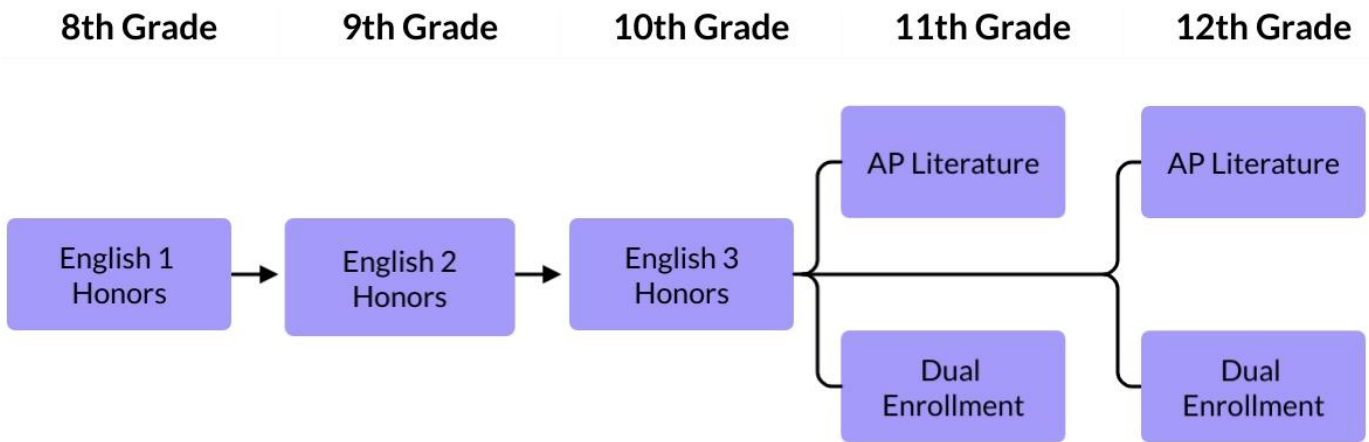 8th Grade
9th Grade
10th Grade
11th Grade
12th Grade
English 1
Honors
English 2
Honors
English 3
Honors
AP Literature
Dual
Enrollment
AP Literature
Dual
Enrollment